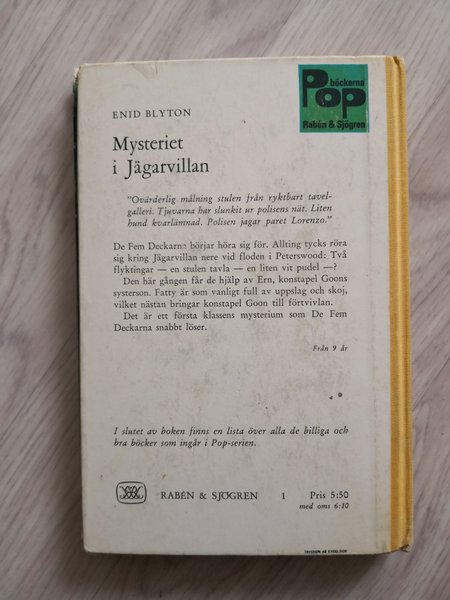 böckerna
Pop
Rabén & Sjögren
ENID BLYTON
Mysteriet
i Jägarvillan
"Ovärderlig målning stulen från ryktbart tavel-
galleri. Tjuvarna har slunkit ur polisens nät. Liten
hund kvarlämnad. Polisen jagar paret Lorenzo."
De Fem Deckarna börjar höra sig för. Allting tycks röra
sig kring Jägarvillan nere vid floden i Peterswood: Två
flyktingar — en stulen tavla — en liten vit pudel —?
Den här gången får de hjälp av Ern, konstapel Goons
systerson. Fatty är som vanligt full av uppslag och skoj,
vilket nästan bringar konstapel Goon till förtvivlan.
Det är ett första klassens mysterium som De Fem
Deckarna snabbt löser.
Från 9 år
I slutet av boken finns en lista över alla de billiga och
bra böcker som ingår i Pop-serien.
RABÉN & SJÖGREN 1 Pris 5:50
med oms 6:10
TRYCKERI AB EXCELSIOR